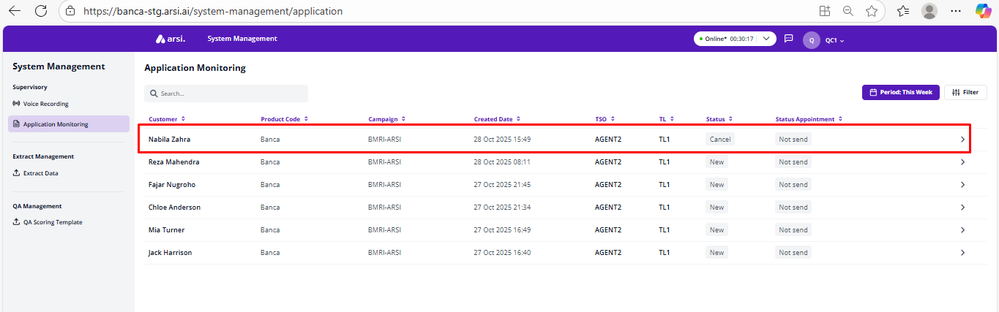 https://banca-stg.arsi.ai/system-management/application
arsi. System Management Online* 00:30:17 Q QC1
System Management
Supervisory
Voice Recording
Application Monitoring
Extract Management
Extract Data
QA Management
QA Scoring Template
Application Monitoring
Search... Period: This Week Filter
Customer Product Code Campaign Created Date TSO TL Status Status Appointment
Nabila Zahra Banca BMRI-ARSI 28 Oct 2025 15:49 AGENT2 TL1 Cancel Not send
Reza Mahendra Banca BMRI-ARSI 28 Oct 2025 08:11 AGENT2 TL1 New Not send
Fajar Nugroho Banca BMRI-ARSI 27 Oct 2025 21:45 AGENT2 TL1 New Not send
Chloe Anderson Banca BMRI-ARSI 27 Oct 2025 21:34 AGENT2 TL1 New Not send
Mia Turner Banca BMRI-ARSI 27 Oct 2025 16:49 AGENT2 TL1 New Not send
Jack Harrison Banca BMRI-ARSI 27 Oct 2025 16:40 AGENT2 TL1 New Not send